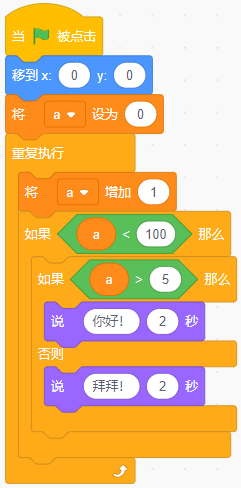 当 被点击
移到 x: 0 y: 0
将 a 设为 0
重复执行
将 a 增加 1
如果 a < 100 那么
如果 a > 5 那么
说 你好! 2 秒
否则
说 拜拜! 2 秒